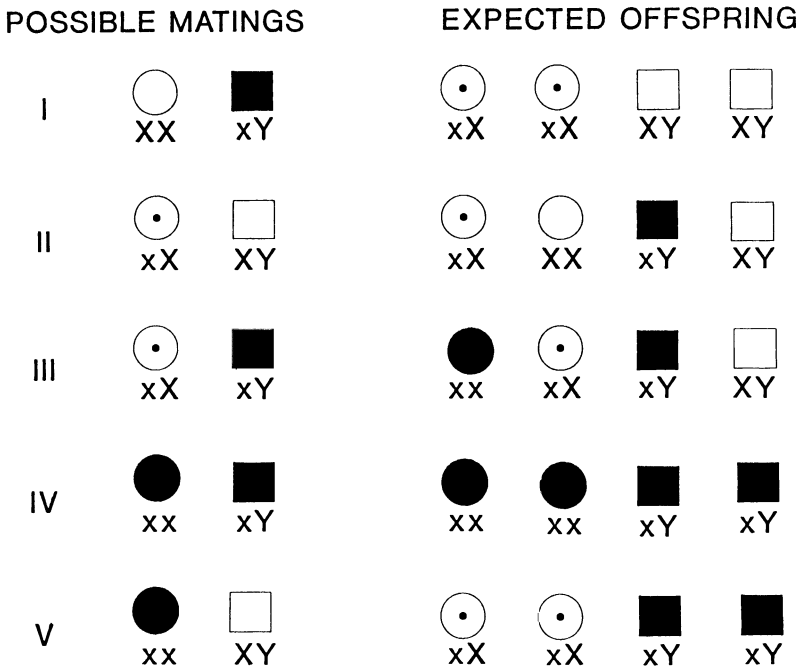 POSSIBLE MATINGS EXPECTED OFFSPRING
I
XX xY xX xX XY XY
II
xX XY xX XX xY XY
III
xX xY xx xX xY XY
IV
xx xY xx xx xY xY
V
xx XY xX xX xY xY